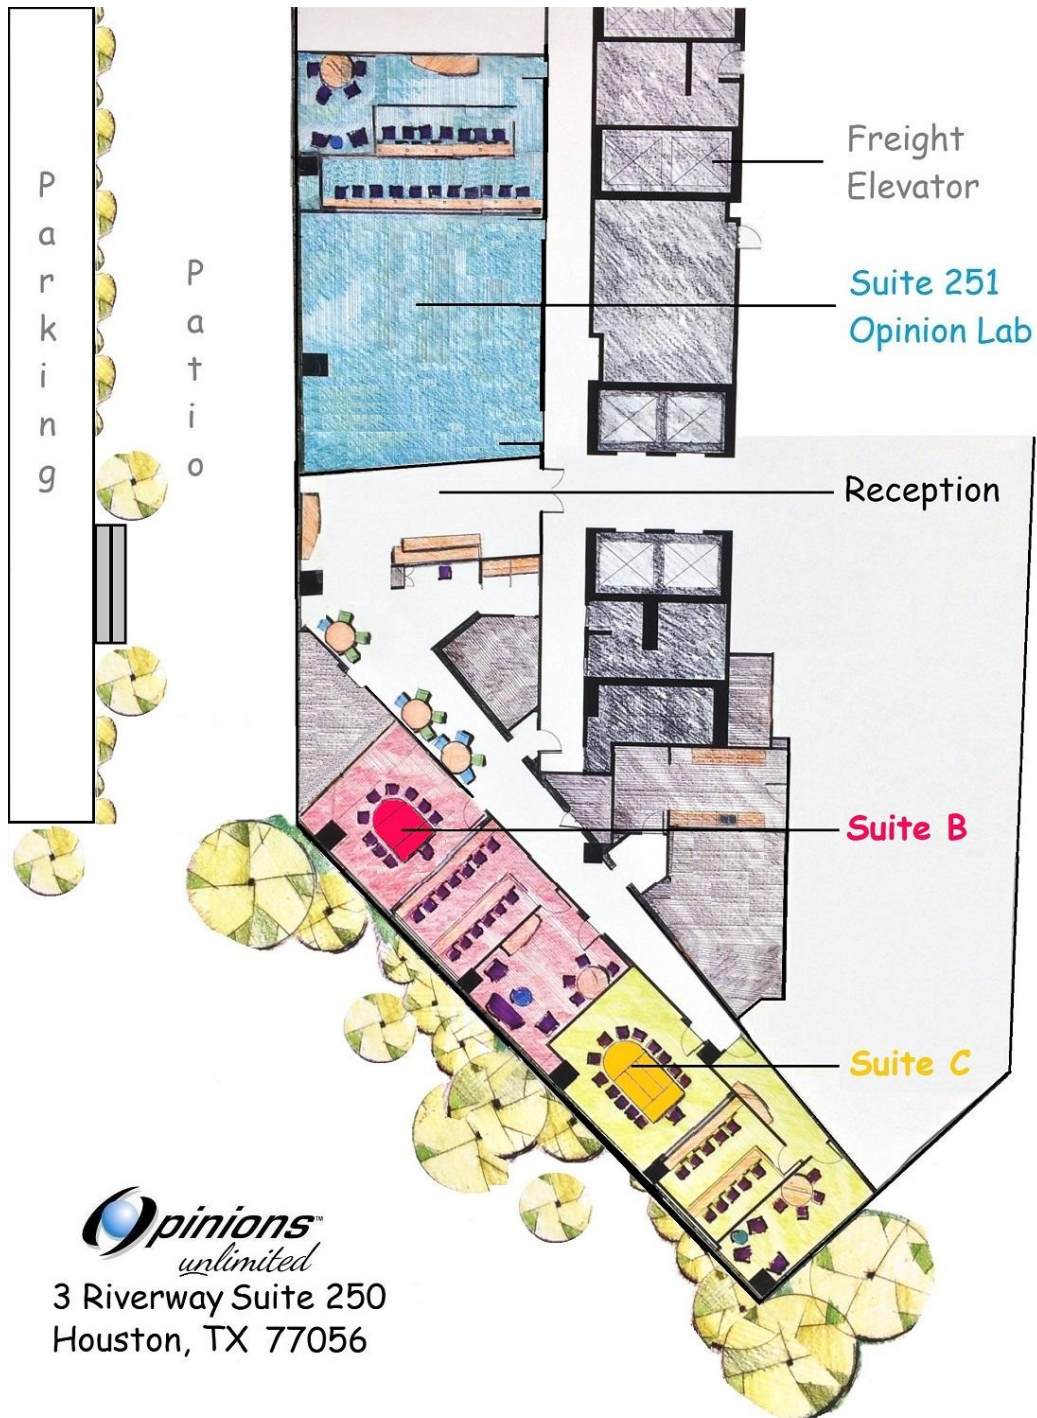 Parking
Patio
Freight
Elevator
Suite 251
Opinion Lab
Reception
Suite B
Suite C
Opinions™
unlimited
3 Riverway Suite 250
Houston, TX 77056